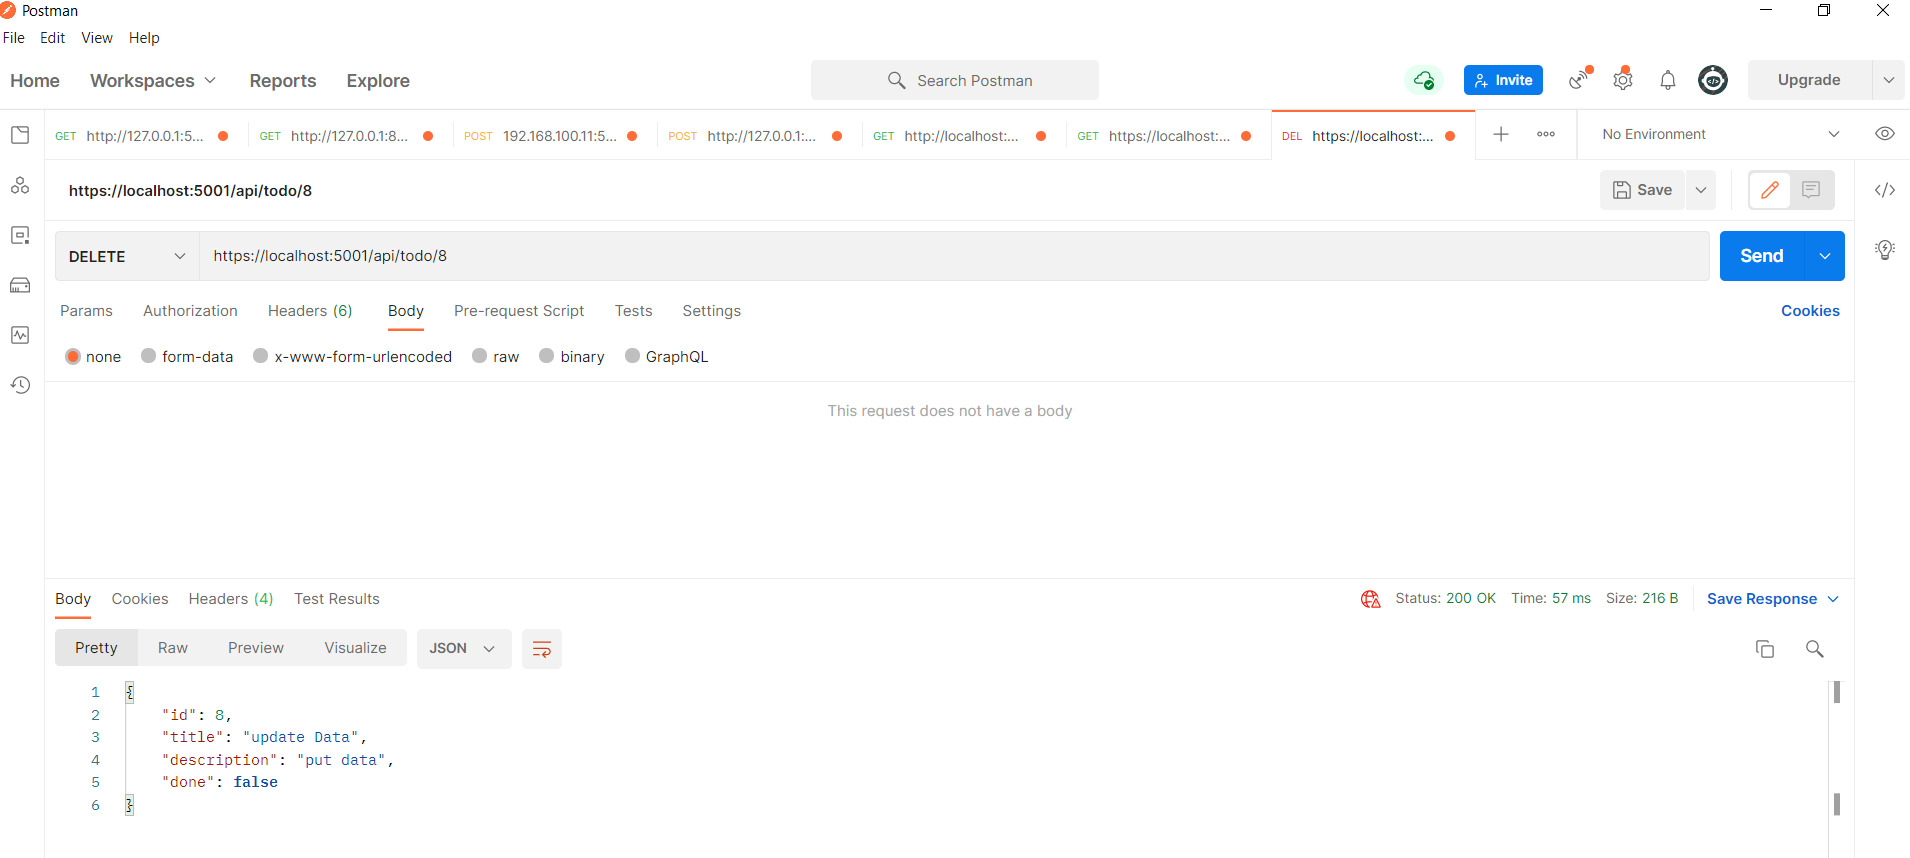 Postman
File Edit View Help
Home Workspaces Reports Explore Search Postman Invite Upgrade
GET http://127.0.0.1:5... GET http://127.0.0.1:8... POST 192.168.100.11:5... POST http://127.0.0.1:... GET http://localhost:... GET https://localhost:... DEL https://localhost:... No Environment
https://localhost:5001/api/todo/8 Save
DELETE https://localhost:5001/api/todo/8 Send
Params Authorization Headers (6) Body Pre-request Script Tests Settings Cookies
none form-data x-www-form-urlencoded raw binary GraphQL
This request does not have a body
Body Cookies Headers (4) Test Results Status: 200 OK Time: 57 ms Size: 216 B Save Response
Pretty Raw Preview Visualize JSON
1 {
2 "id": 8,
3 "title": "update Data",
4 "description": "put data",
5 "done": false
6 }